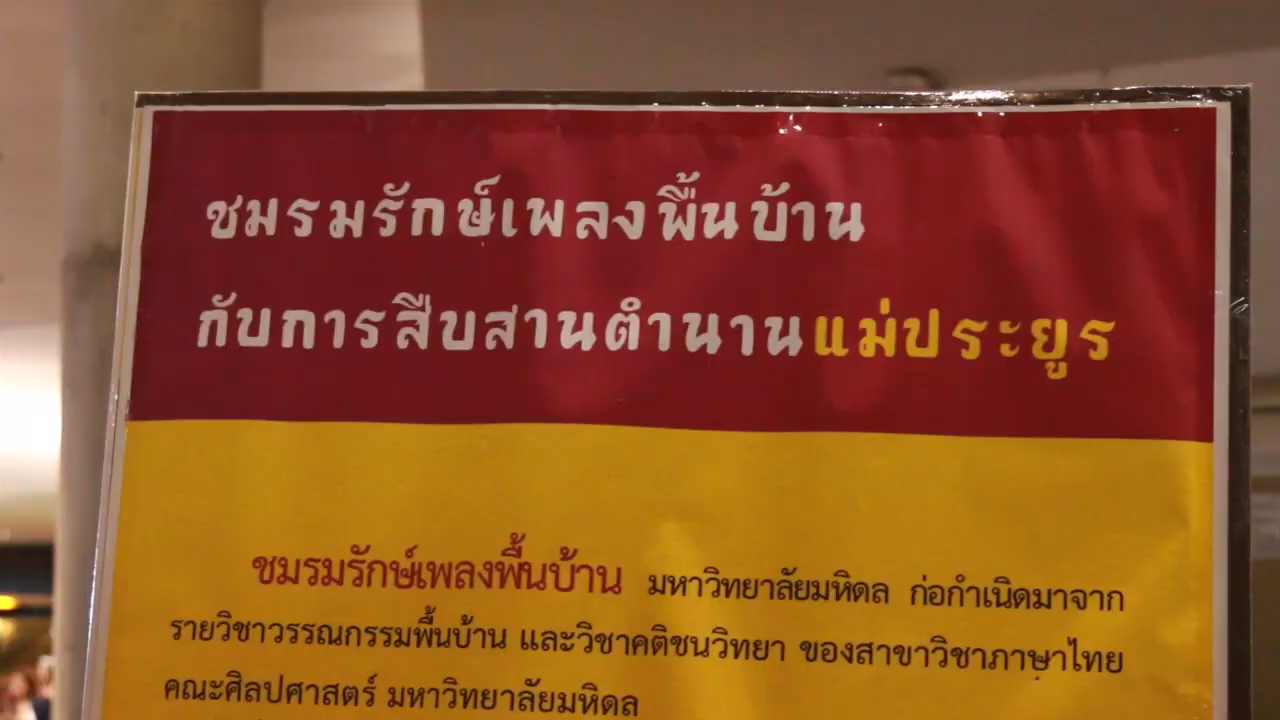 ชมรมรักษ์เพลงพื้นบ้าน
กับการสืบสานตำนานแม่ประยูร
ชมรมรักษ์เพลงพื้นบ้าน มหาวิทยาลัยมหิดล ก่อกำเนิดมาจาก
รายวิชาวรรณกรรมพื้นบ้าน และวิชาคติชนวิทยา ของสาขาวิชาภาษาไทย
คณะศิลปศาสตร์ มหาวิทยาลัยมหิดล